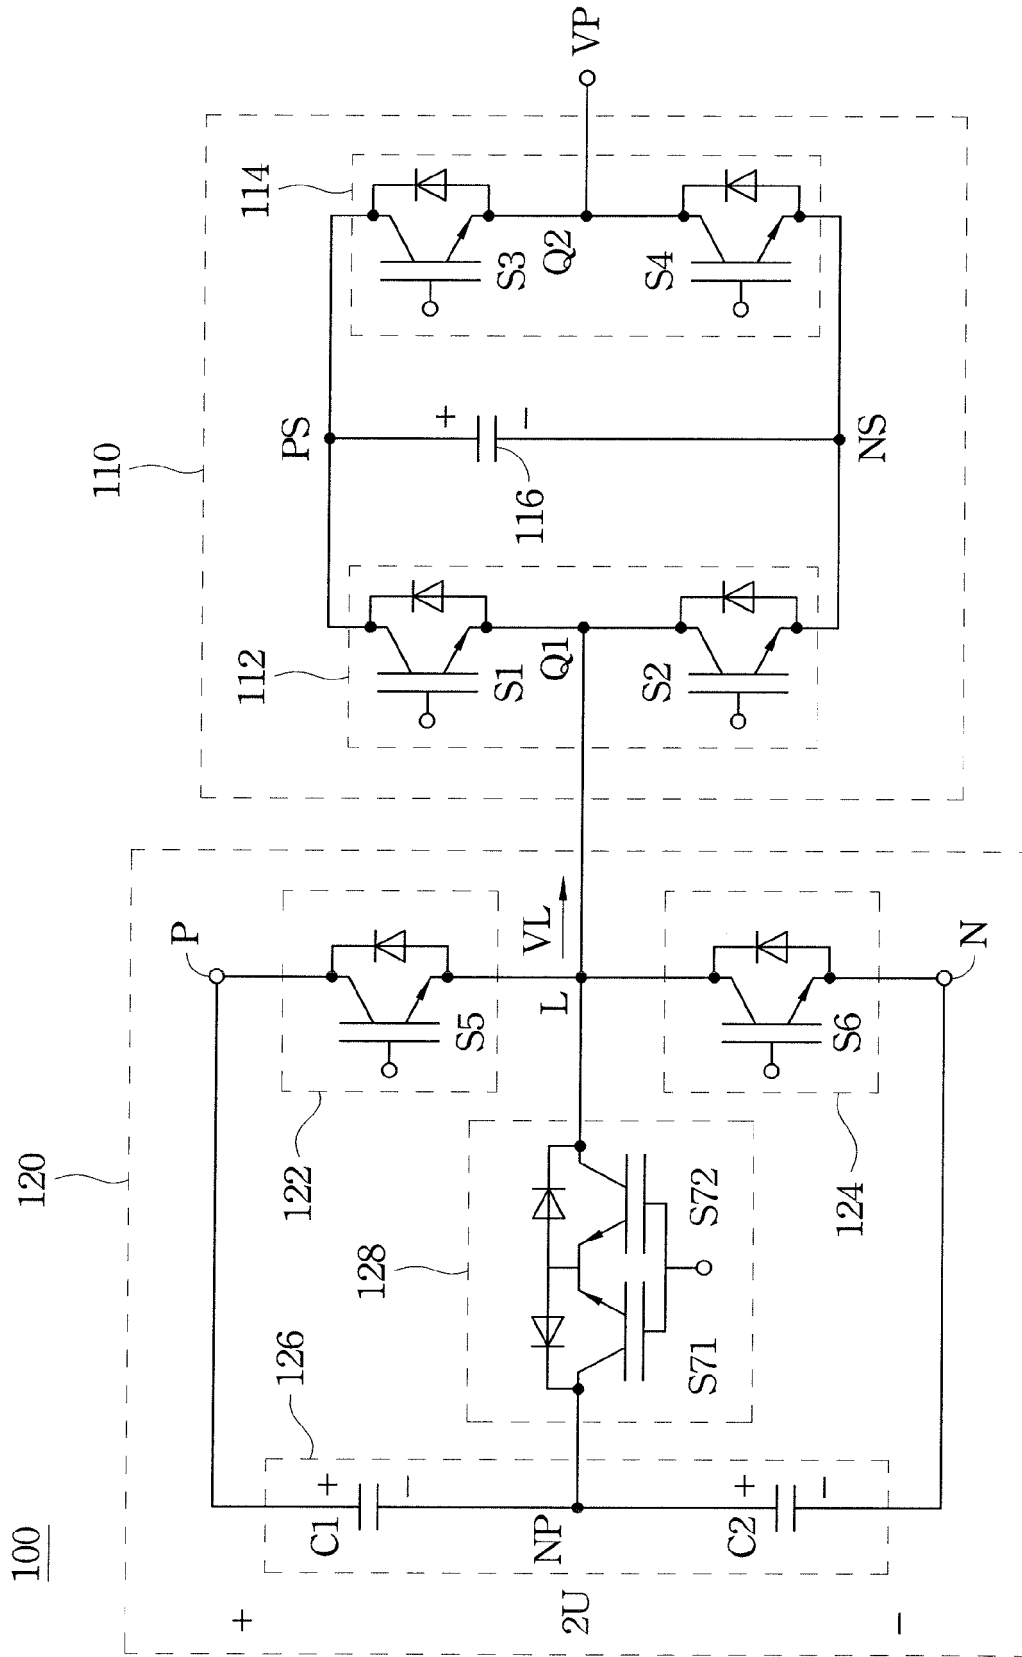 100
120
110
126
128
122
112
114
+
2U
−
C1
+
−
NP
C2
+
−
S71
S72
P
S5
L
VL
S6
124
N
S1
Q1
S2
PS
+
−
116
NS
S3
Q2
S4
VP